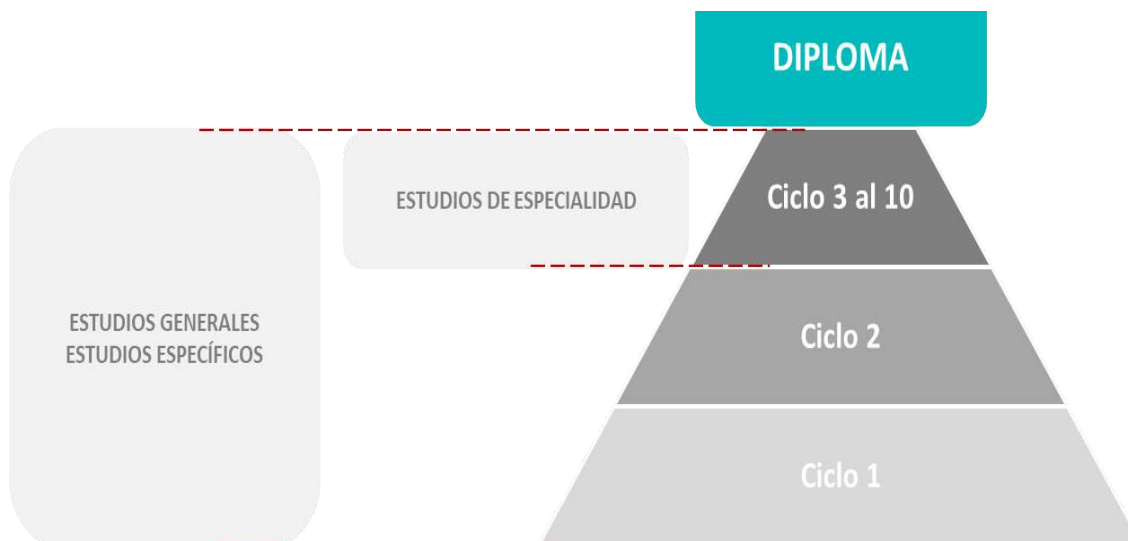 DIPLOMA
ESTUDIOS DE ESPECIALIDAD
Ciclo 3 al 10
ESTUDIOS GENERALES
ESTUDIOS ESPECÍFICOS
Ciclo 2
Ciclo 1